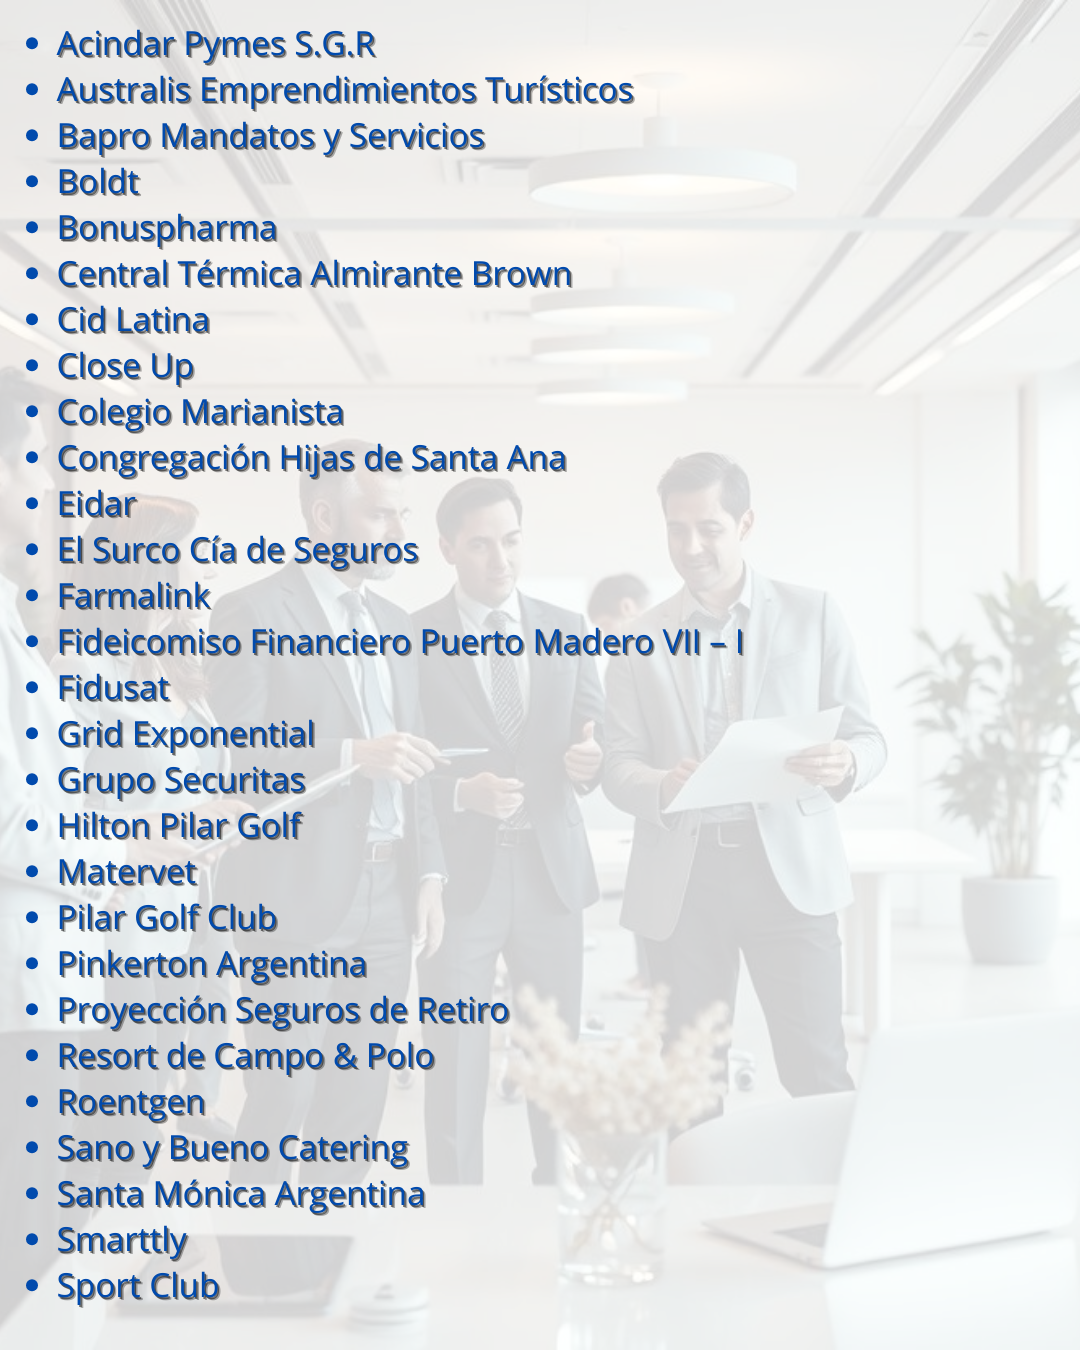 • Acindar Pymes S.G.R
• Australis Emprendimientos Turísticos
• Bapro Mandatos y Servicios
• Boldt
• Bonuspharma
• Central Térmica Almirante Brown
• Cid Latina
• Close Up
• Colegio Marianista
• Congregación Hijas de Santa Ana
• Eidar
• El Surco Cía de Seguros
• Farmalink
• Fideicomiso Financiero Puerto Madero VII – I
• Fidusat
• Grid Exponential
• Grupo Securitas
• Hilton Pilar Golf
• Matervet
• Pilar Golf Club
• Pinkerton Argentina
• Proyección Seguros de Retiro
• Resort de Campo & Polo
• Roentgen
• Sano y Bueno Catering
• Santa Mónica Argentina
• Smarttly
• Sport Club